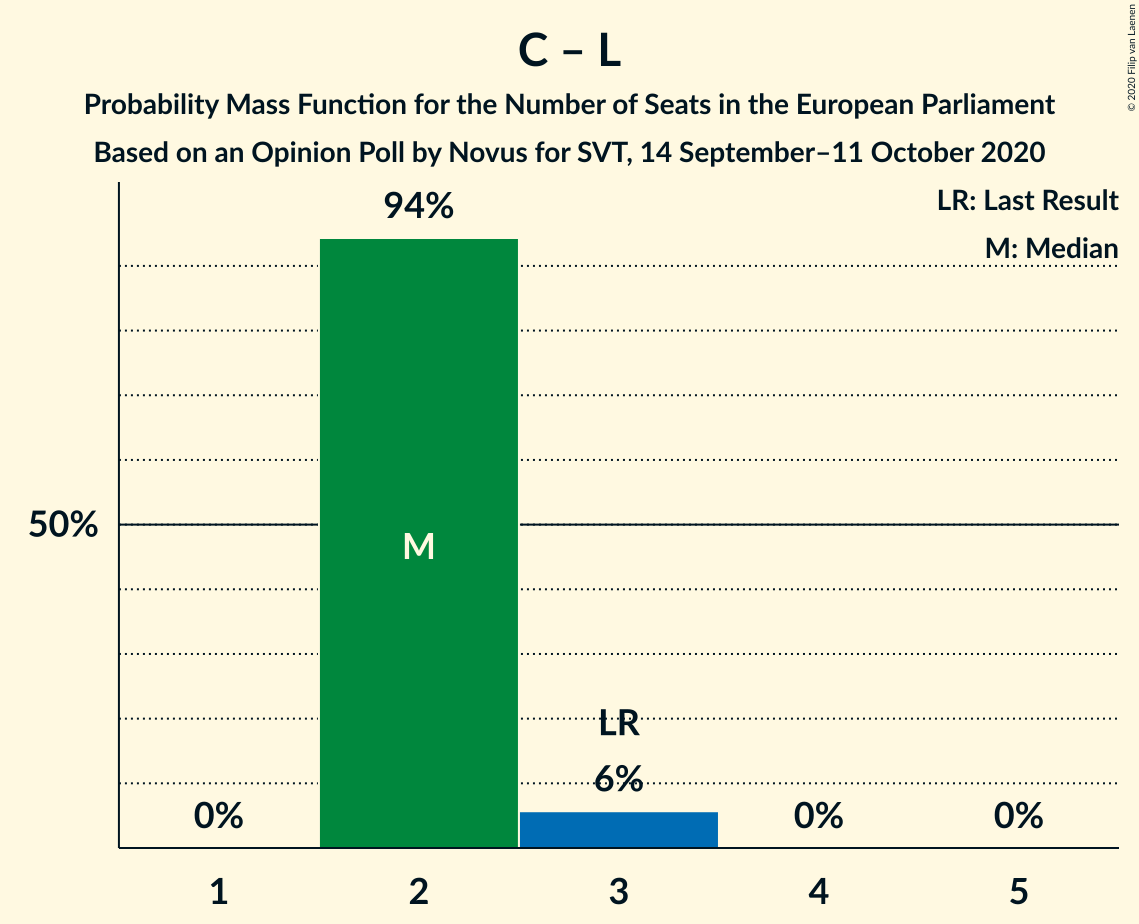 C – L
Probability Mass Function for the Number of Seats in the European Parliament
Based on an Opinion Poll by Novus for SVT, 14 September–11 October 2020
© 2020 Filip van Laenen
LR: Last Result
M: Median
94%
50%
M
LR
6%
0%
0%
0%
1
2
3
4
5